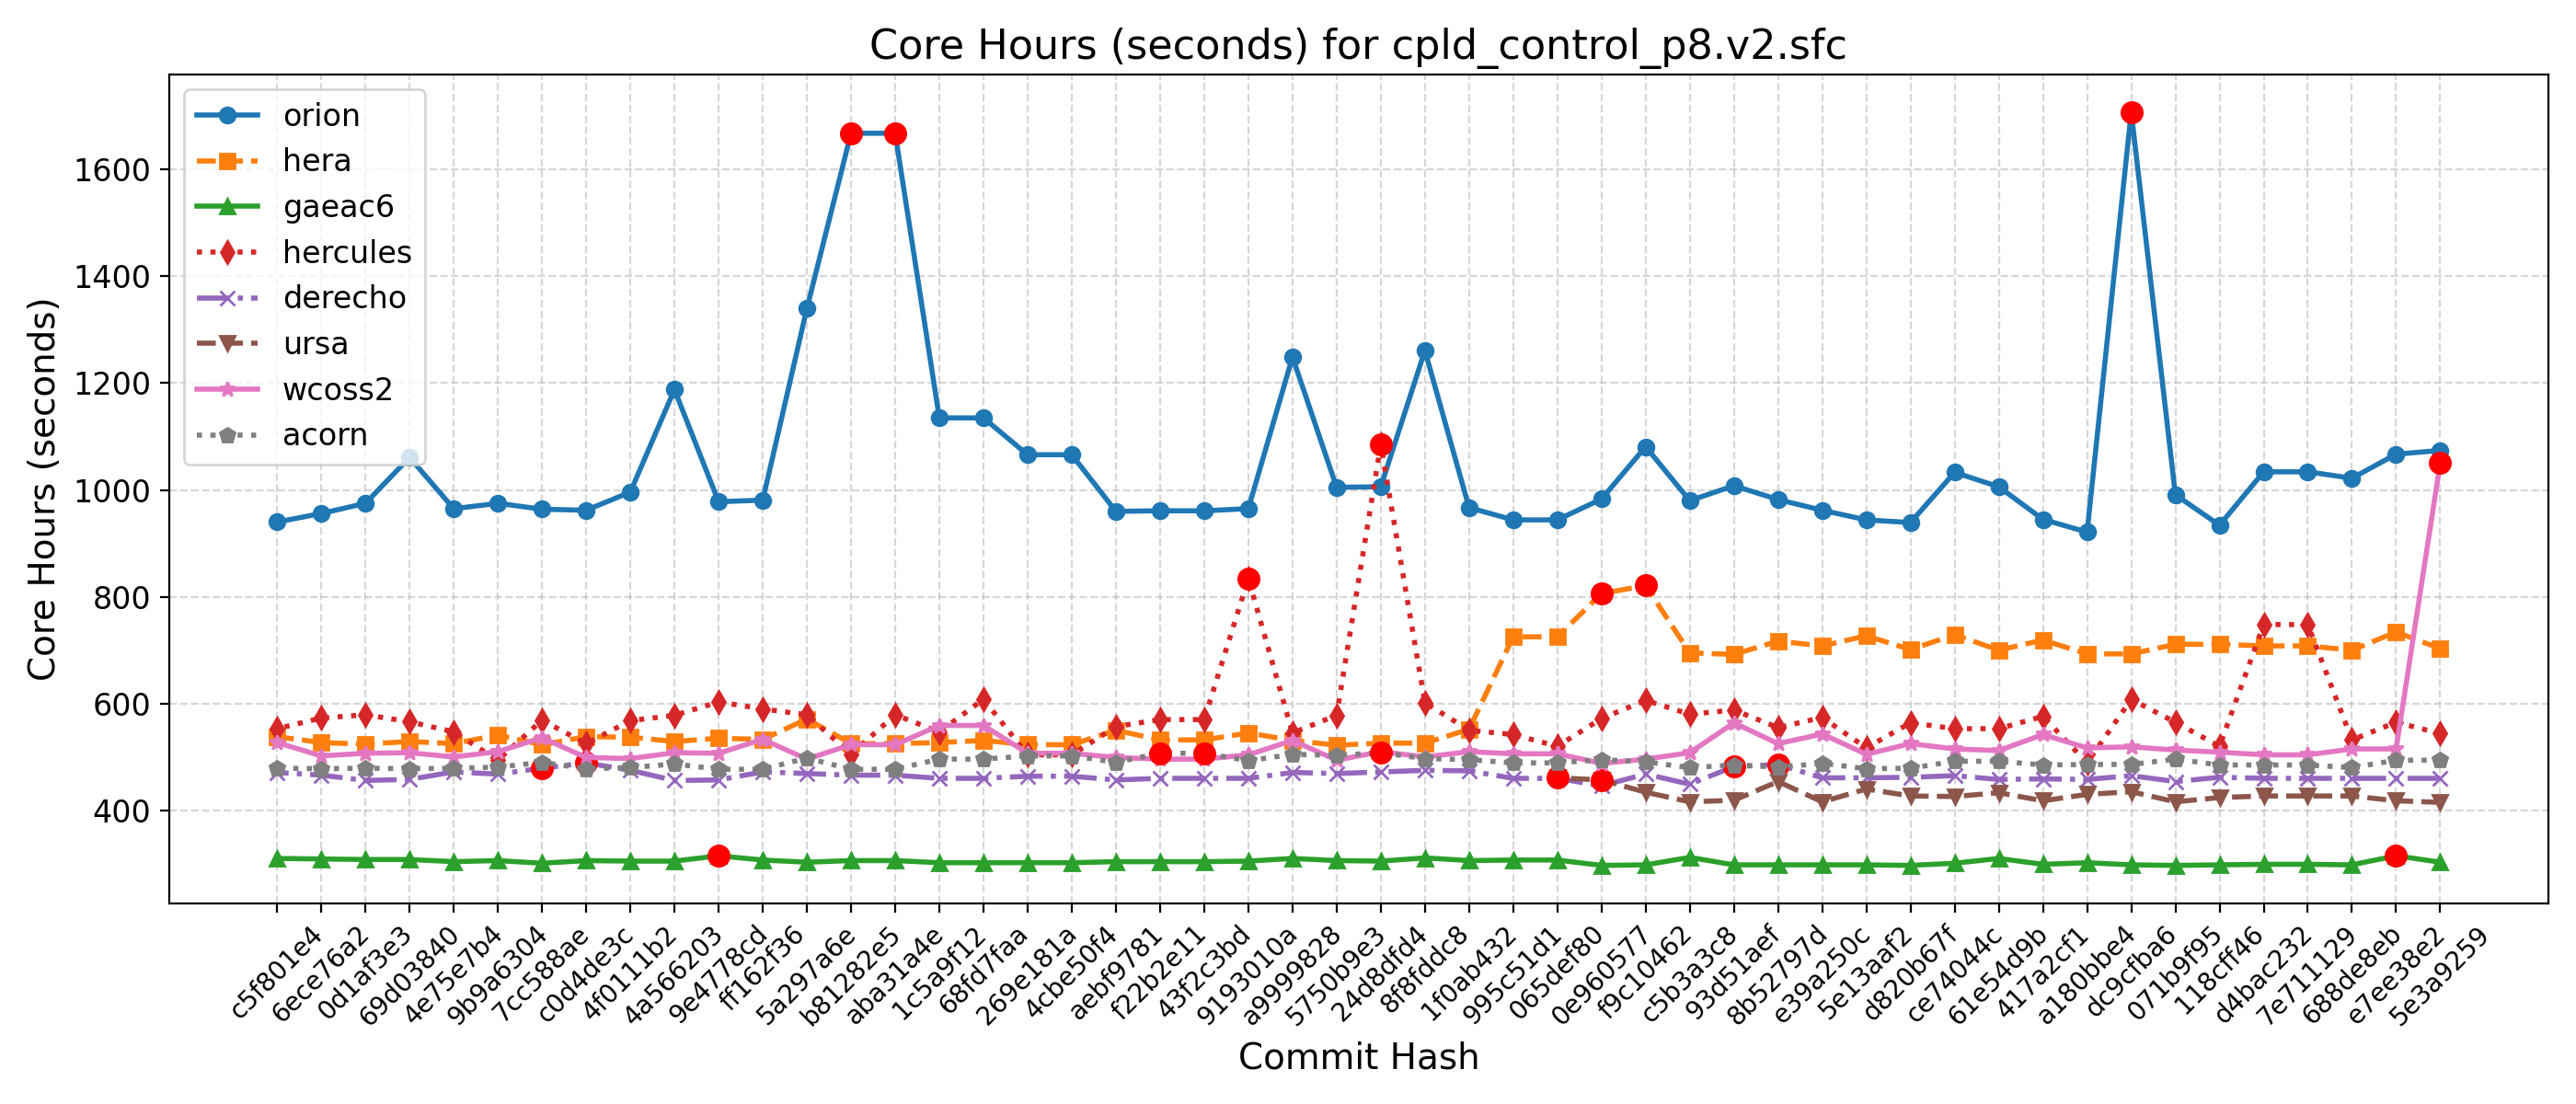 Core Hours (seconds) for cpld_control_p8.v2.sfc
orion
hera
gaeac6
hercules
derecho
ursa
wcoss2
acorn
Core Hours (seconds)
1600
1400
1200
1000
800
600
400
c5f801e4
6ece76a2
0d1af3e3
69d03840
4e75e7b4
9b9a6304
7cc588ae
c0d4de3c
4f0111b2
4a566203
9e4778cd
ff162f36
5a297a6e
b81282e5
aba31a4e
1c5a9f12
68fd7faa
269e181a
4cbe50f4
aebf9781
f22b2e11
43f2c3bd
9193010a
a9999828
5750b9e3
24d8dfd4
8f8fddc8
1f0ab432
995c51d1
065def80
0e960577
f9c10462
c5b3a3c8
93d51aef
8b52797d
e39a250c
5e13aaf2
d820b67f
ce74044c
61e54d9b
417a2cf1
a180bbe4
dc9cfba6
071b9f95
118cff46
d4bac232
7e711129
688de8eb
e7ee38e2
5e3a9259
Commit Hash